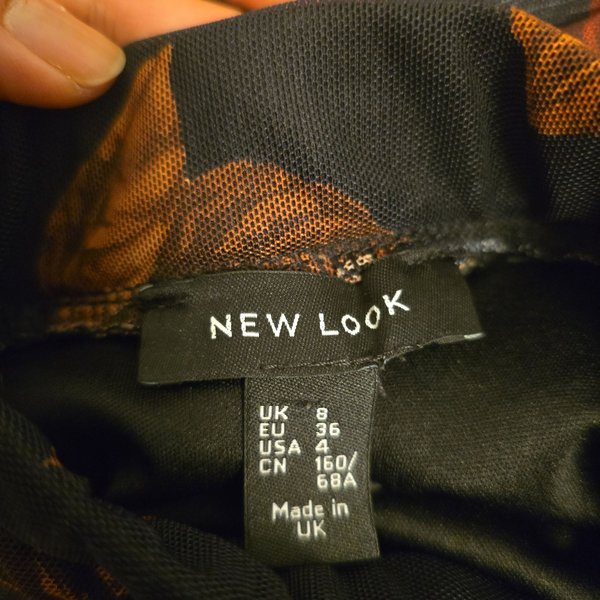 NEW LOOK
UK 8
EU 36
USA 4
CN 160/
68A
Made in
UK